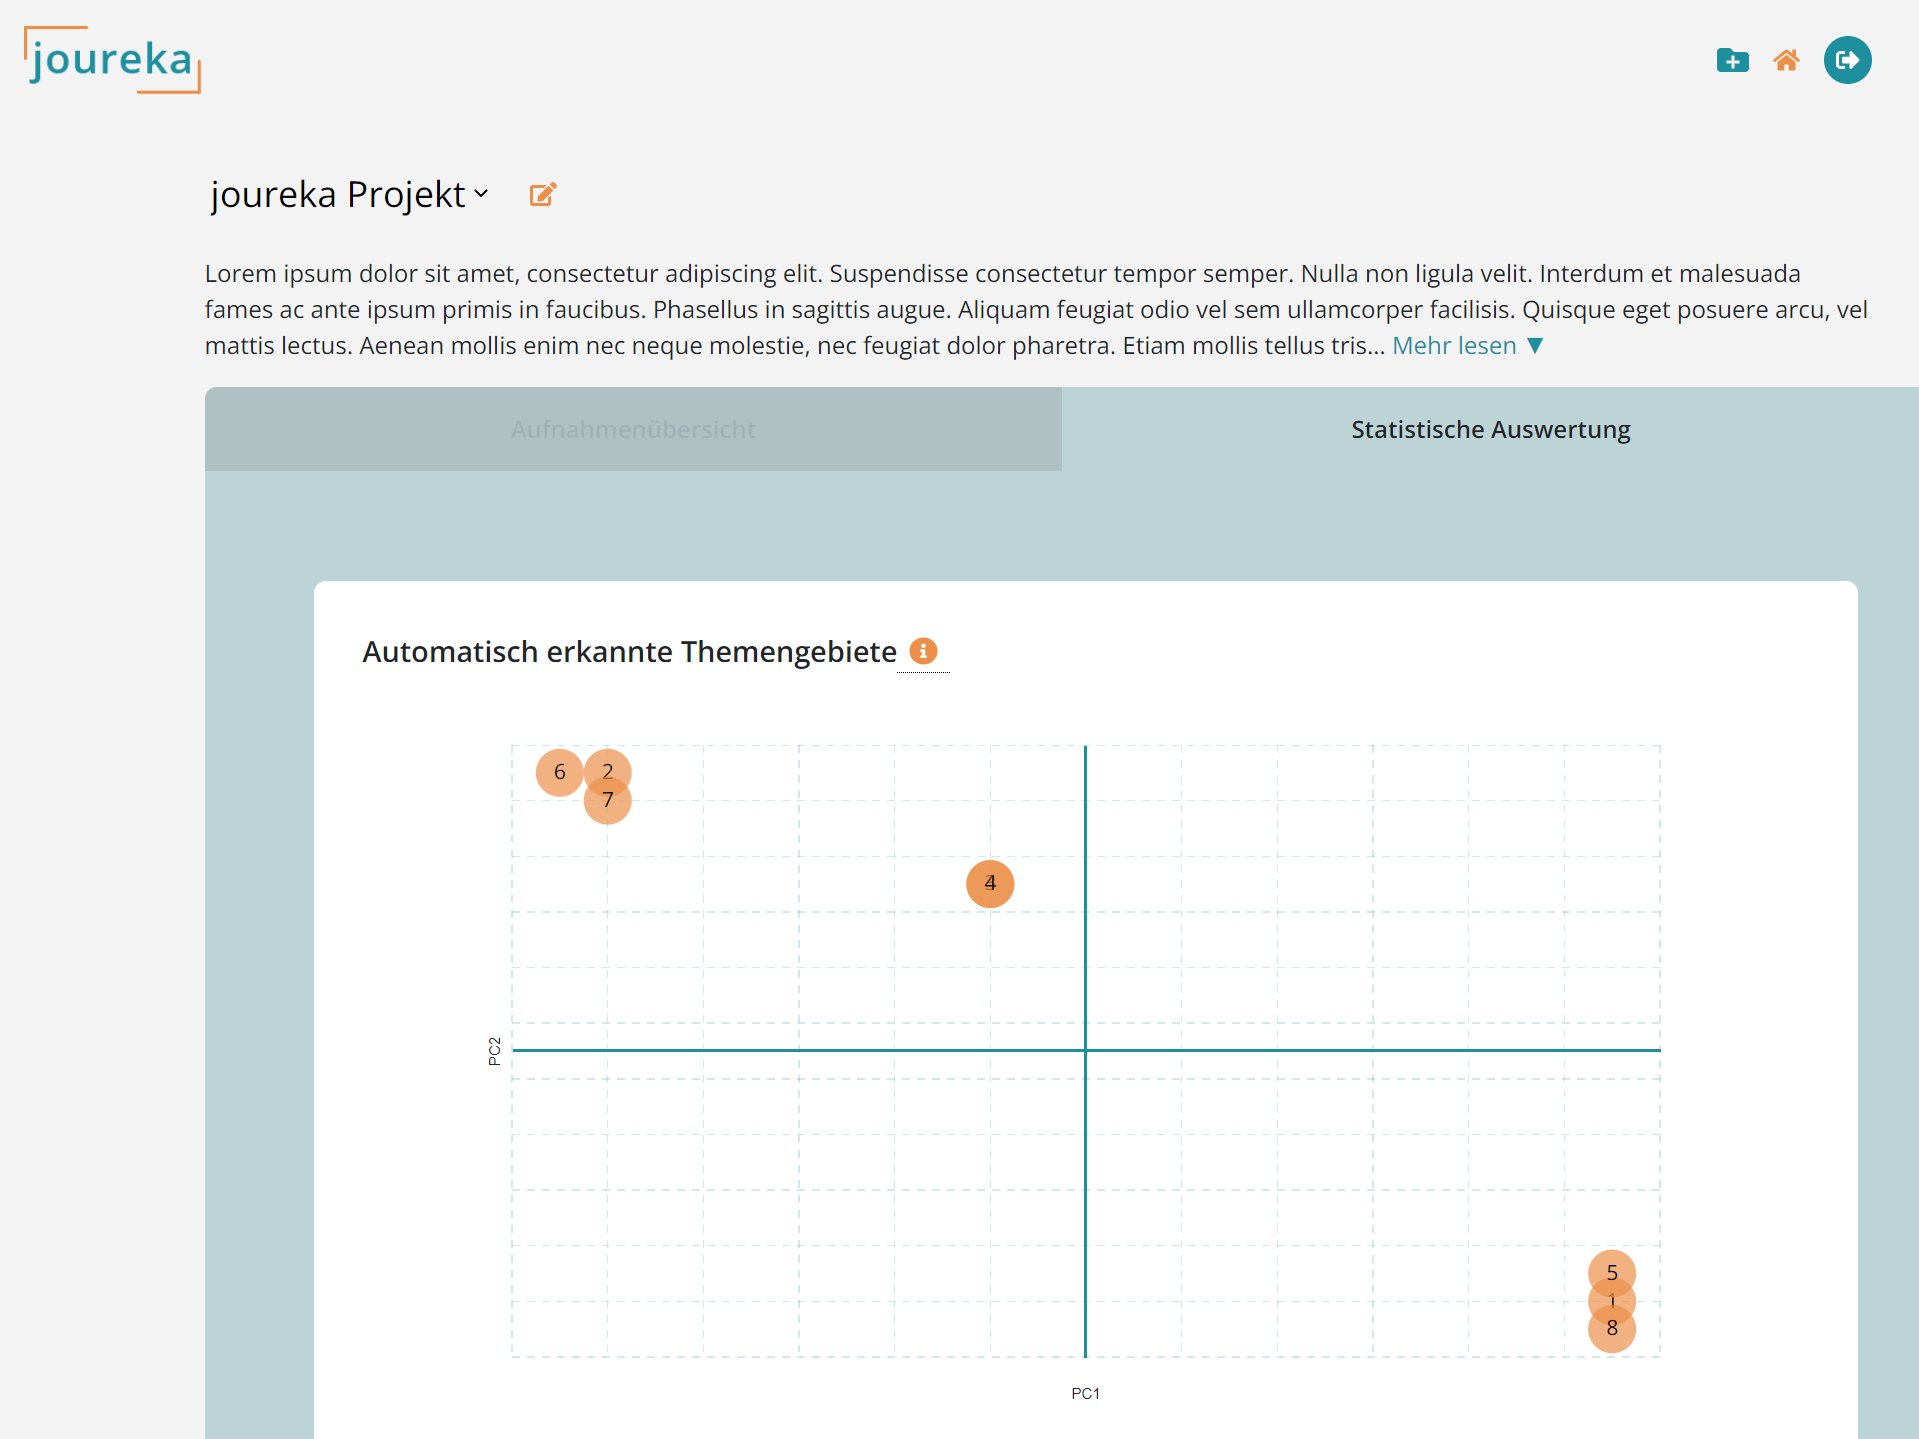 joureka
joureka Projekt
Lorem ipsum dolor sit amet, consectetur adipiscing elit. Suspendisse consectetur tempor semper. Nulla non ligula velit. Interdum et malesuada
fames ac ante ipsum primis in faucibus. Phasellus in sagittis augue. Aliquam feugiat odio vel sem ullamcorper facilisis. Quisque eget posuere arcu, vel
mattis lectus. Aenean mollis enim nec neque molestie, nec feugiat dolor pharetra. Etiam mollis tellus tris... Mehr lesen ▼
Aufnahmenübersicht
Statistische Auswertung
Automatisch erkannte Themengebiete
6 2
7
4
PC2
5
1
8
PC1